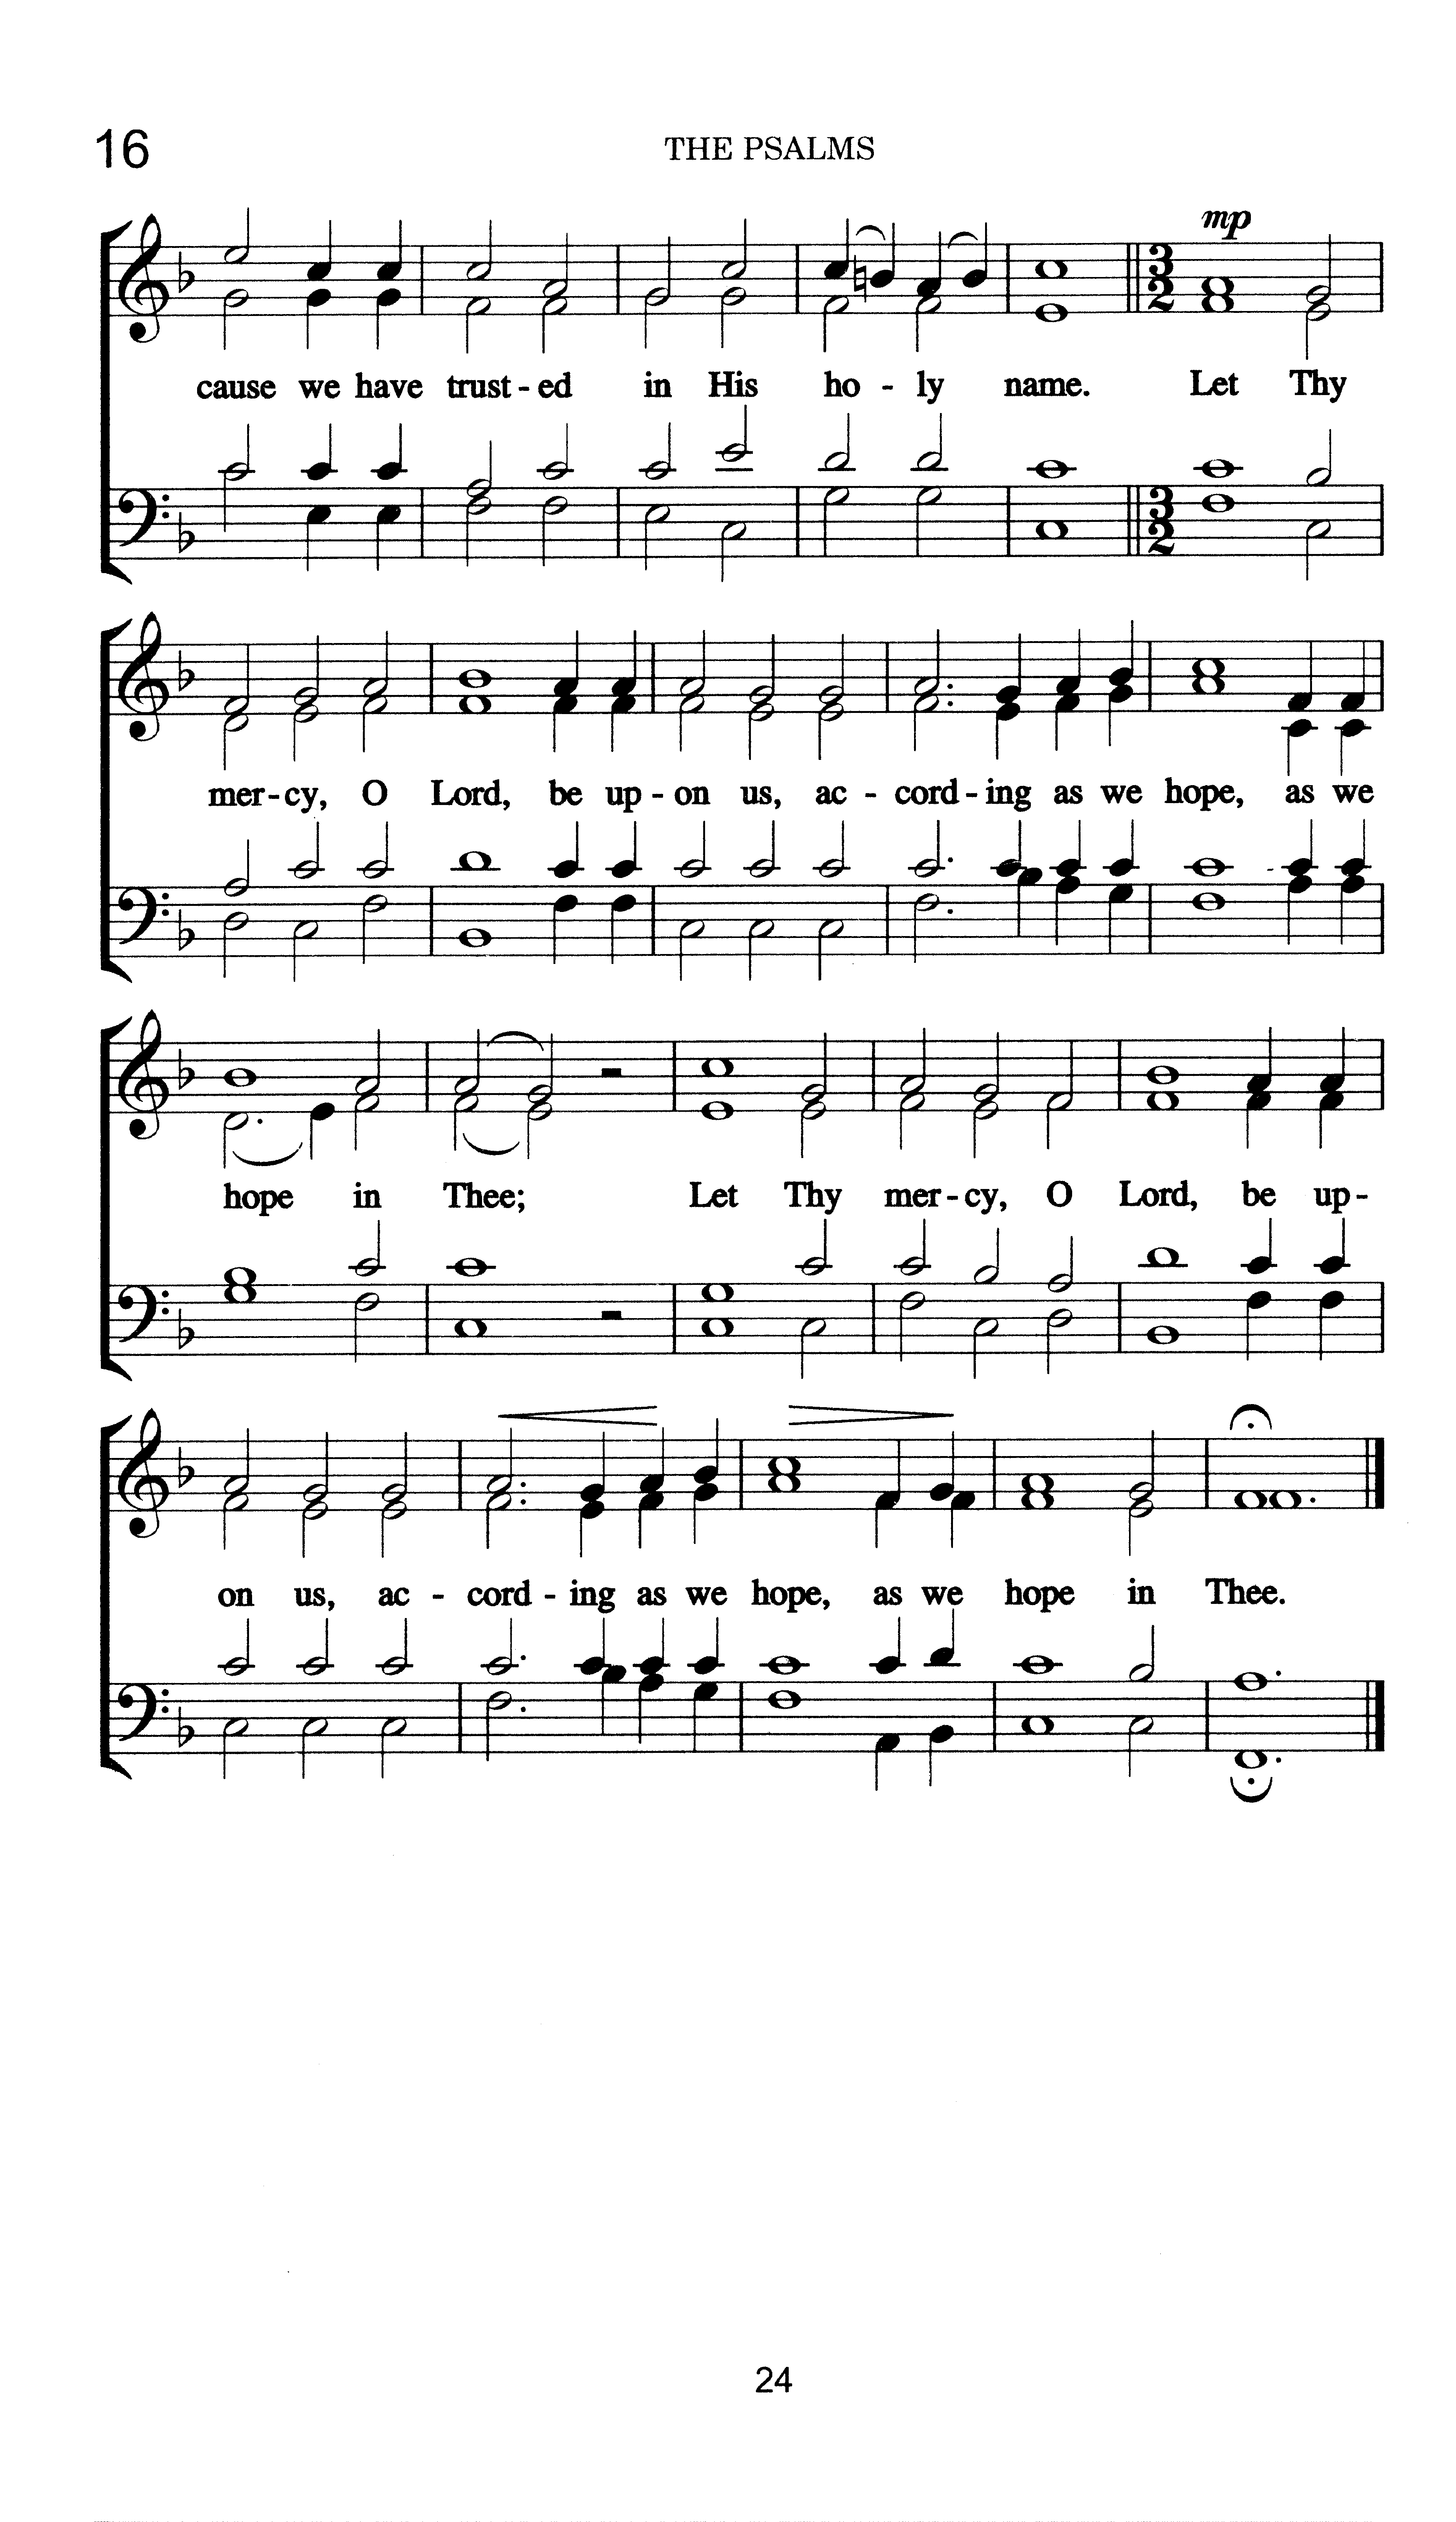 16
THE PSALMS
mp
3 2
cause we have trust - ed in His ho - ly name. Let Thy
3 2
mer - cy, O Lord, be up - on us, ac - cord - ing as we hope, as we
hope in Thee; Let Thy mer - cy, O Lord, be up -
on us, ac - cord - ing as we hope, as we hope in Thee.
24